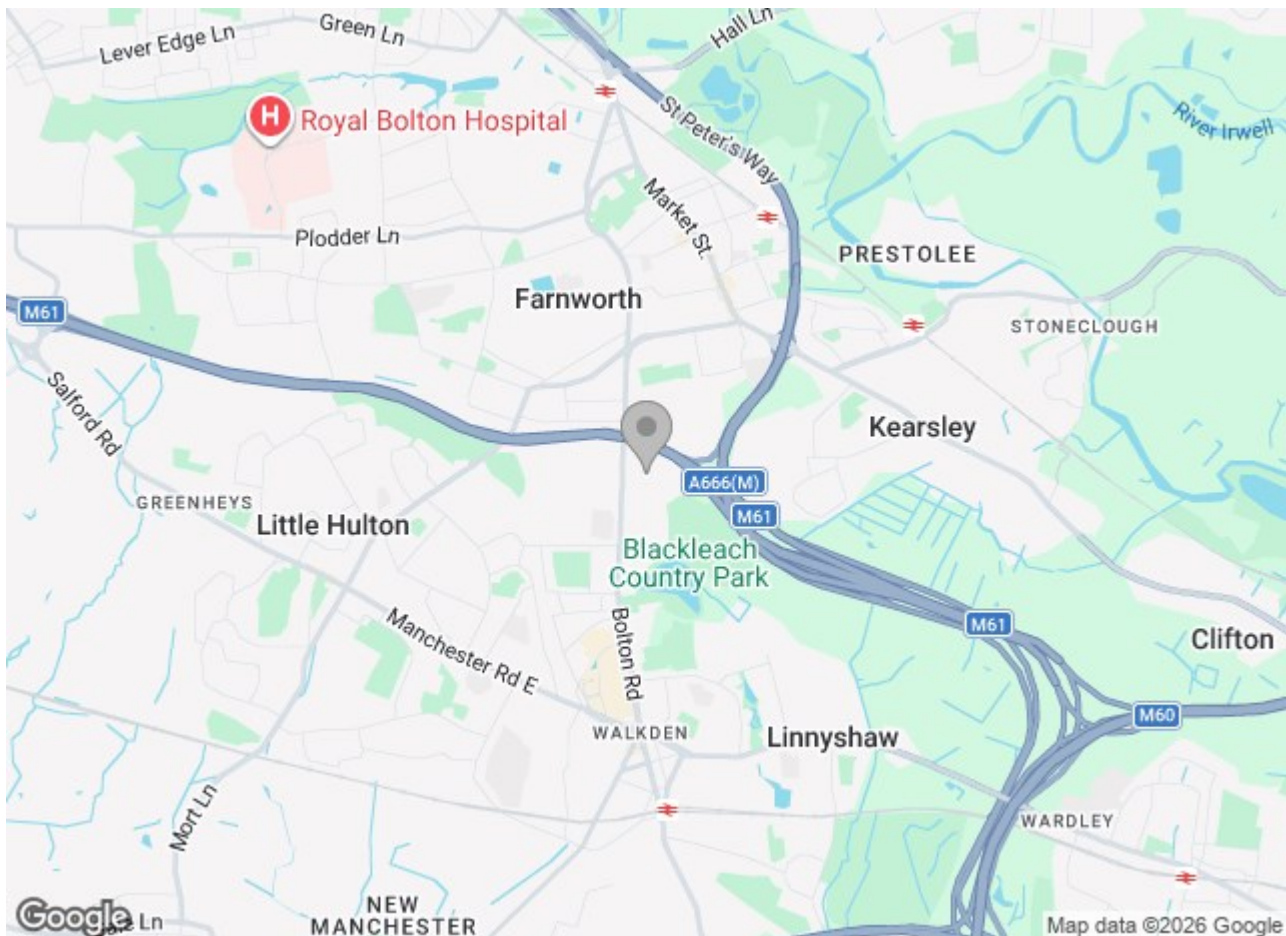 Green Ln
Hall Ln
Lever Edge Ln
H
Royal Bolton Hospital
St Peter's Way
River Irwell
Market St.
Plodder Ln
PRESTOLEE
Farnworth
M61
STONECLOUGH
Salford Rd
Kearsley
A666(M)
GREENHEYS
M61
Little Hulton
Blackleach
Country Park
Bolton Rd
M61
Manchester Rd E
Clifton
M60
WALKDEN
Linnyshaw
Mort Ln
WARDLEY
NEW
MANCHESTER
Google
Ln
Map data ©2026 Google